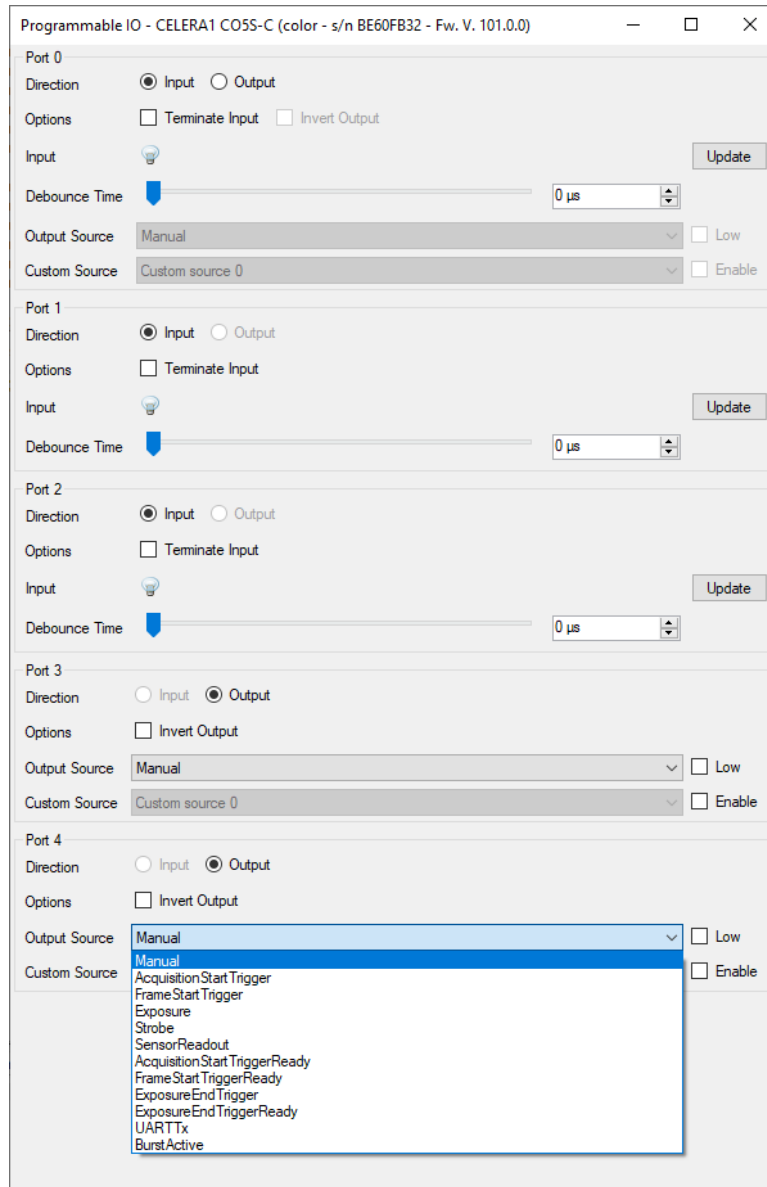 Programmable IO - CELERA1 CO5S-C (color - s/n BE60FB32 - Fw. V. 101.0.0)
Port 0
Direction Input Output
Options Terminate Input Invert Output
Input Update
Debounce Time 0 µs
Output Source Manual Low
Custom Source Custom source 0 Enable
Port 1
Direction Input Output
Options Terminate Input
Input Update
Debounce Time 0 µs
Port 2
Direction Input Output
Options Terminate Input
Input Update
Debounce Time 0 µs
Port 3
Direction Input Output
Options Invert Output
Output Source Manual Low
Custom Source Custom source 0 Enable
Port 4
Direction Input Output
Options Invert Output
Output Source Manual Low
Custom Source Enable
Manual
AcquisitionStartTrigger
FrameStartTrigger
Exposure
Strobe
SensorReadout
AcquisitionStartTriggerReady
FrameStartTriggerReady
ExposureEndTrigger
ExposureEndTriggerReady
UARTTx
BurstActive